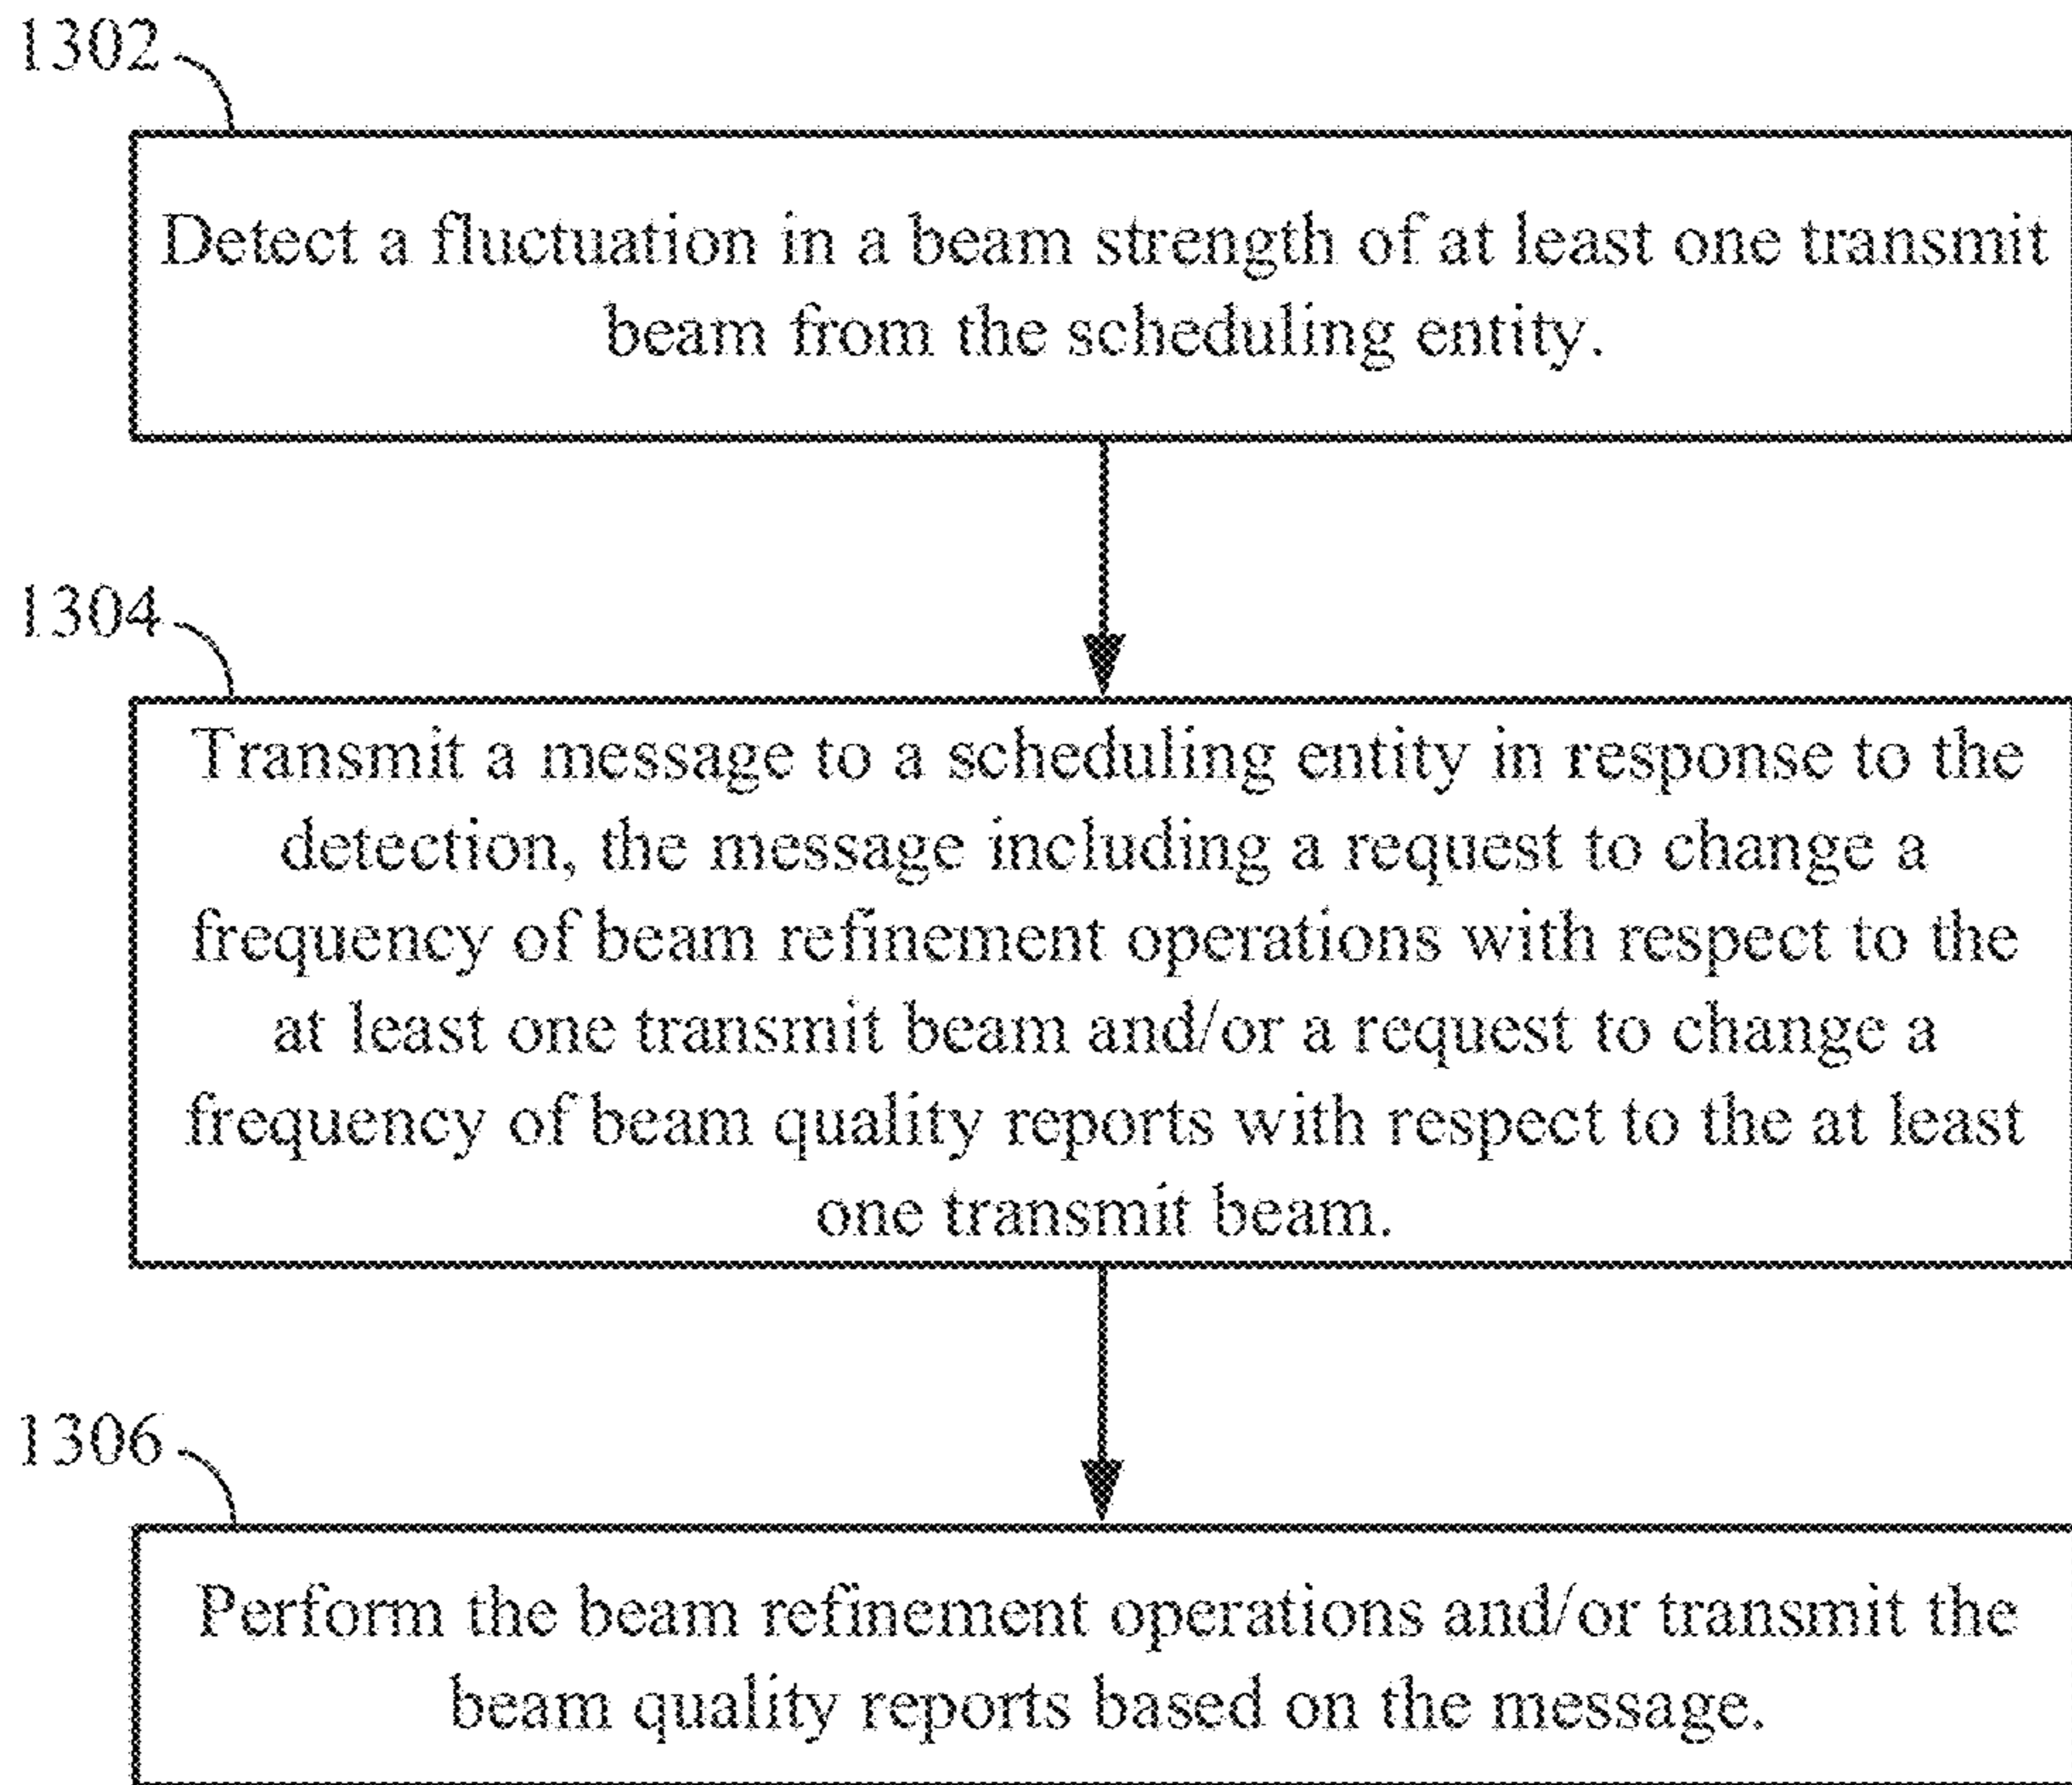 1302
Detect a fluctuation in a beam strength of at least one transmit
beam from the scheduling entity.
1304
Transmit a message to a scheduling entity in response to the
detection, the message including a request to change a
frequency of beam refinement operations with respect to the
at least one transmit beam and/or a request to change a
frequency of beam quality reports with respect to the at least
one transmit beam.
1306
Perform the beam refinement operations and/or transmit the
beam quality reports based on the message.